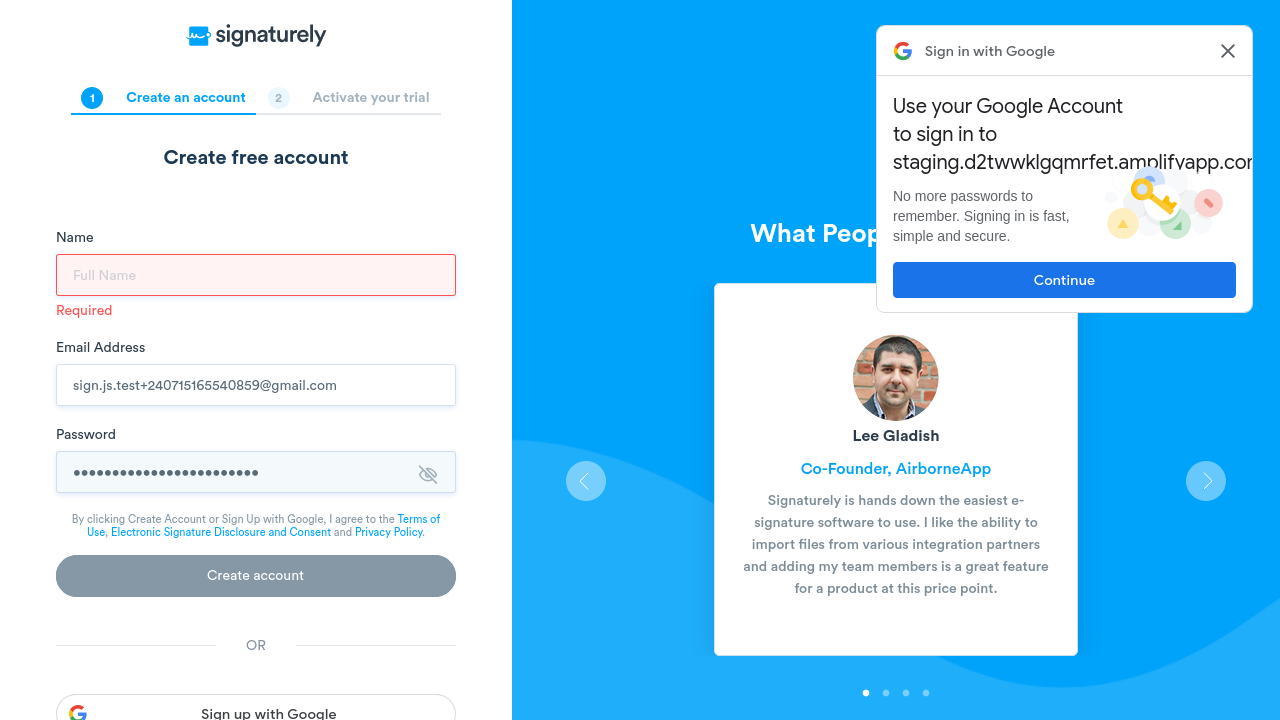 signaturely
1 Create an account 2 Activate your trial
Create free account
Name
Full Name
Required
Email Address
sign.js.test+240715165540859@gmail.com
Password
••••••••••••••••••••••••
By clicking Create Account or Sign Up with Google, I agree to the Terms of
Use, Electronic Signature Disclosure and Consent and Privacy Policy.
Create account
OR
Sign up with Google
What Peop
Lee Gladish
Co-Founder, AirborneApp
Signaturely is hands down the easiest e-
signature software to use. I like the ability to
import files from various integration partners
and adding my team members is a great feature
for a product at this price point.
Sign in with Google
Use your Google Account
to sign in to
staging.d2twwklgqmrfet.amplifyapp.com
No more passwords to
remember. Signing in is fast,
simple and secure.
Continue